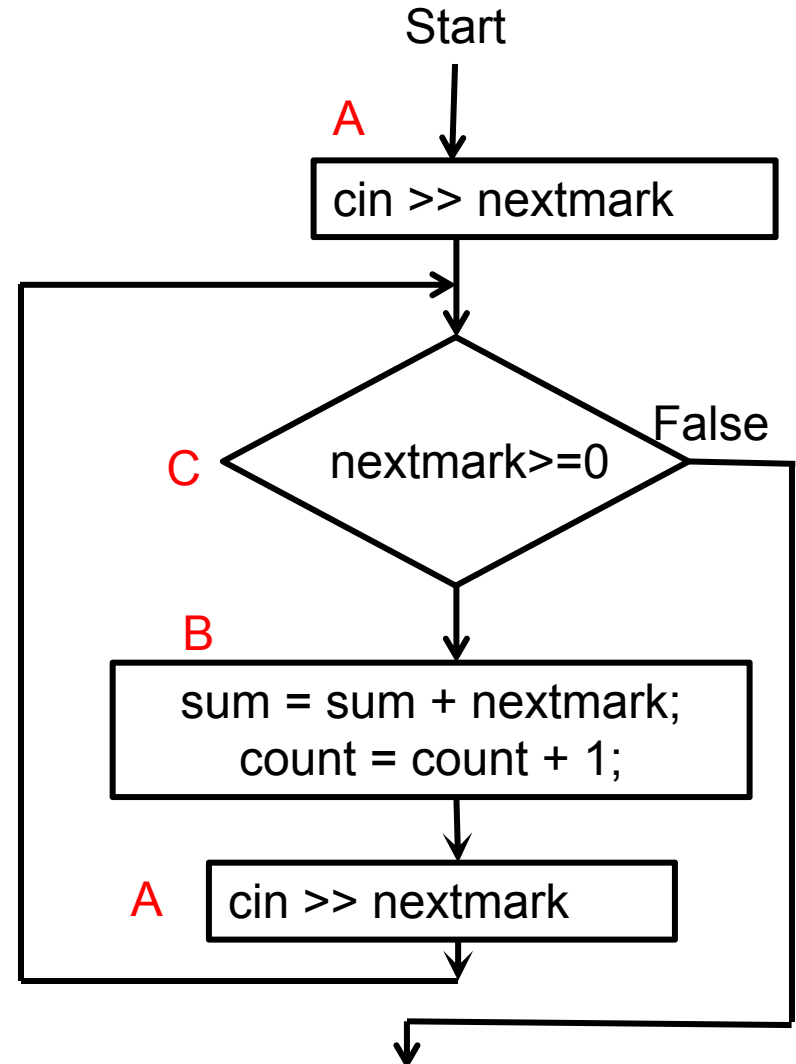 Start
A
cin >> nextmark
False
C
nextmark>=0
B
sum = sum + nextmark;
count = count + 1;
A
cin >> nextmark